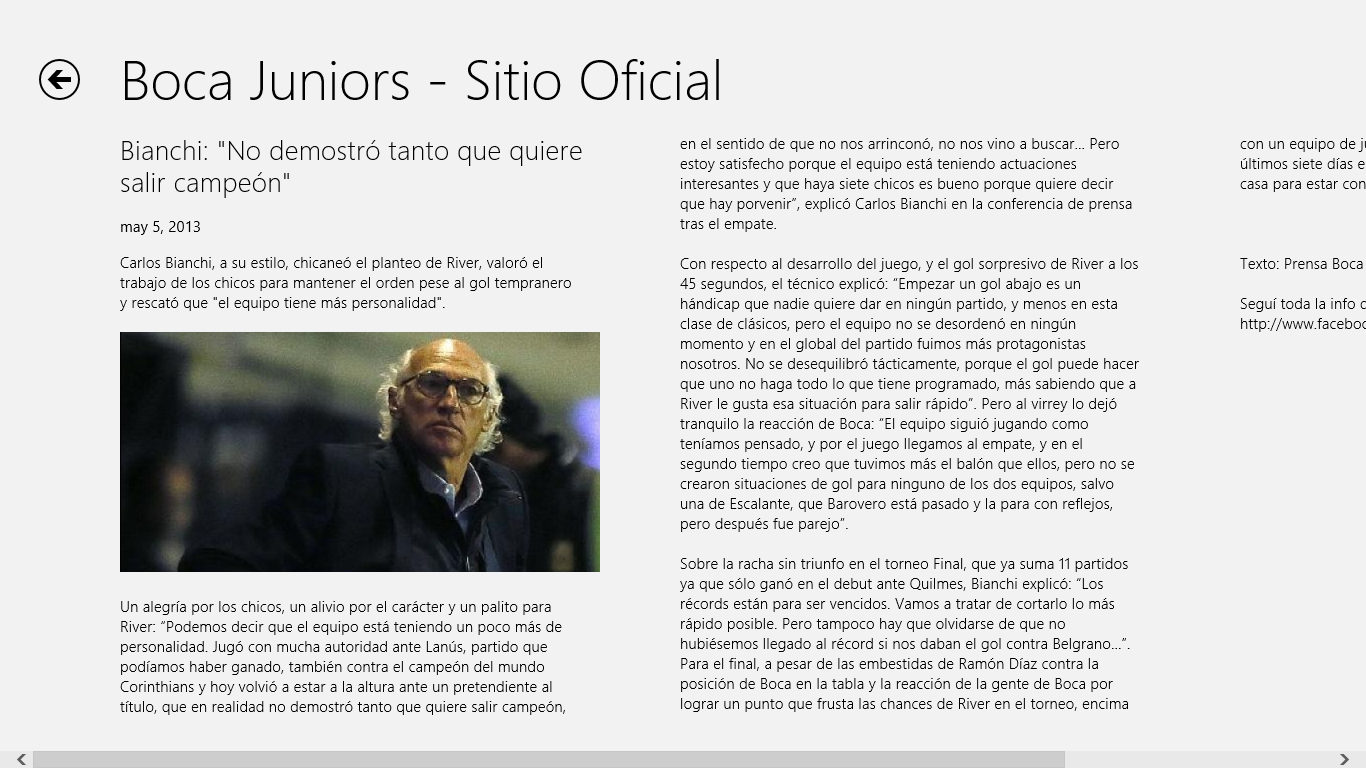 Boca Juniors - Sitio Oficial
Bianchi: "No demostró tanto que quiere
salir campeón"
may 5, 2013
Carlos Bianchi, a su estilo, chicaneó el planteo de River, valoró el
trabajo de los chicos para mantener el orden pese al gol tempranero
y rescató que "el equipo tiene más personalidad".
Un alegría por los chicos, un alivio por el carácter y un palito para
River: “Podemos decir que el equipo está teniendo un poco más de
personalidad. Jugó con mucha autoridad ante Lanús, partido que
podíamos haber ganado, también contra el campeón del mundo
Corinthians y hoy volvió a estar a la altura ante un pretendiente al
título, que en realidad no demostró tanto que quiere salir campeón,
en el sentido de que no nos arrinconó, no nos vino a buscar... Pero
estoy satisfecho porque el equipo está teniendo actuaciones
interesantes y que haya siete chicos es bueno porque quiere decir
que hay porvenir”, explicó Carlos Bianchi en la conferencia de prensa
tras el empate.
Con respecto al desarrollo del juego, y el gol sorpresivo de River a los
45 segundos, el técnico explicó: “Empezar un gol abajo es un
hándicap que nadie quiere dar en ningún partido, y menos en esta
clase de clásicos, pero el equipo no se desordenó en ningún
momento y en el global del partido fuimos más protagonistas
nosotros. No se desequilibró tácticamente, porque el gol puede hacer
que uno no haga todo lo que tiene programado, más sabiendo que a
River le gusta esa situación para salir rápido”. Pero al virrey lo dejó
tranquilo la reacción de Boca: “El equipo siguió jugando como
teníamos pensado, y por el juego llegamos al empate, y en el
segundo tiempo creo que tuvimos más el balón que ellos, pero no se
crearon situaciones de gol para ninguno de los dos equipos, salvo
una de Escalante, que Barovero está pasado y la para con reflejos,
pero después fue parejo”.
Sobre la racha sin triunfo en el torneo Final, que ya suma 11 partidos
ya que sólo ganó en el debut ante Quilmes, Bianchi explicó: “Los
récords están para ser vencidos. Vamos a tratar de cortarlo lo más
rápido posible. Pero tampoco hay que olvidarse de que no
hubiésemos llegado al récord si nos daban el gol contra Belgrano...”.
Para el final, a pesar de las embestidas de Ramón Díaz contra la
posición de Boca en la tabla y la reacción de la gente de Boca por
lograr un punto que frusta las chances de River en el torneo, encima
con un equipo de
últimos siete días
casa para estar
Texto: Prensa Boca
Seguí toda la info